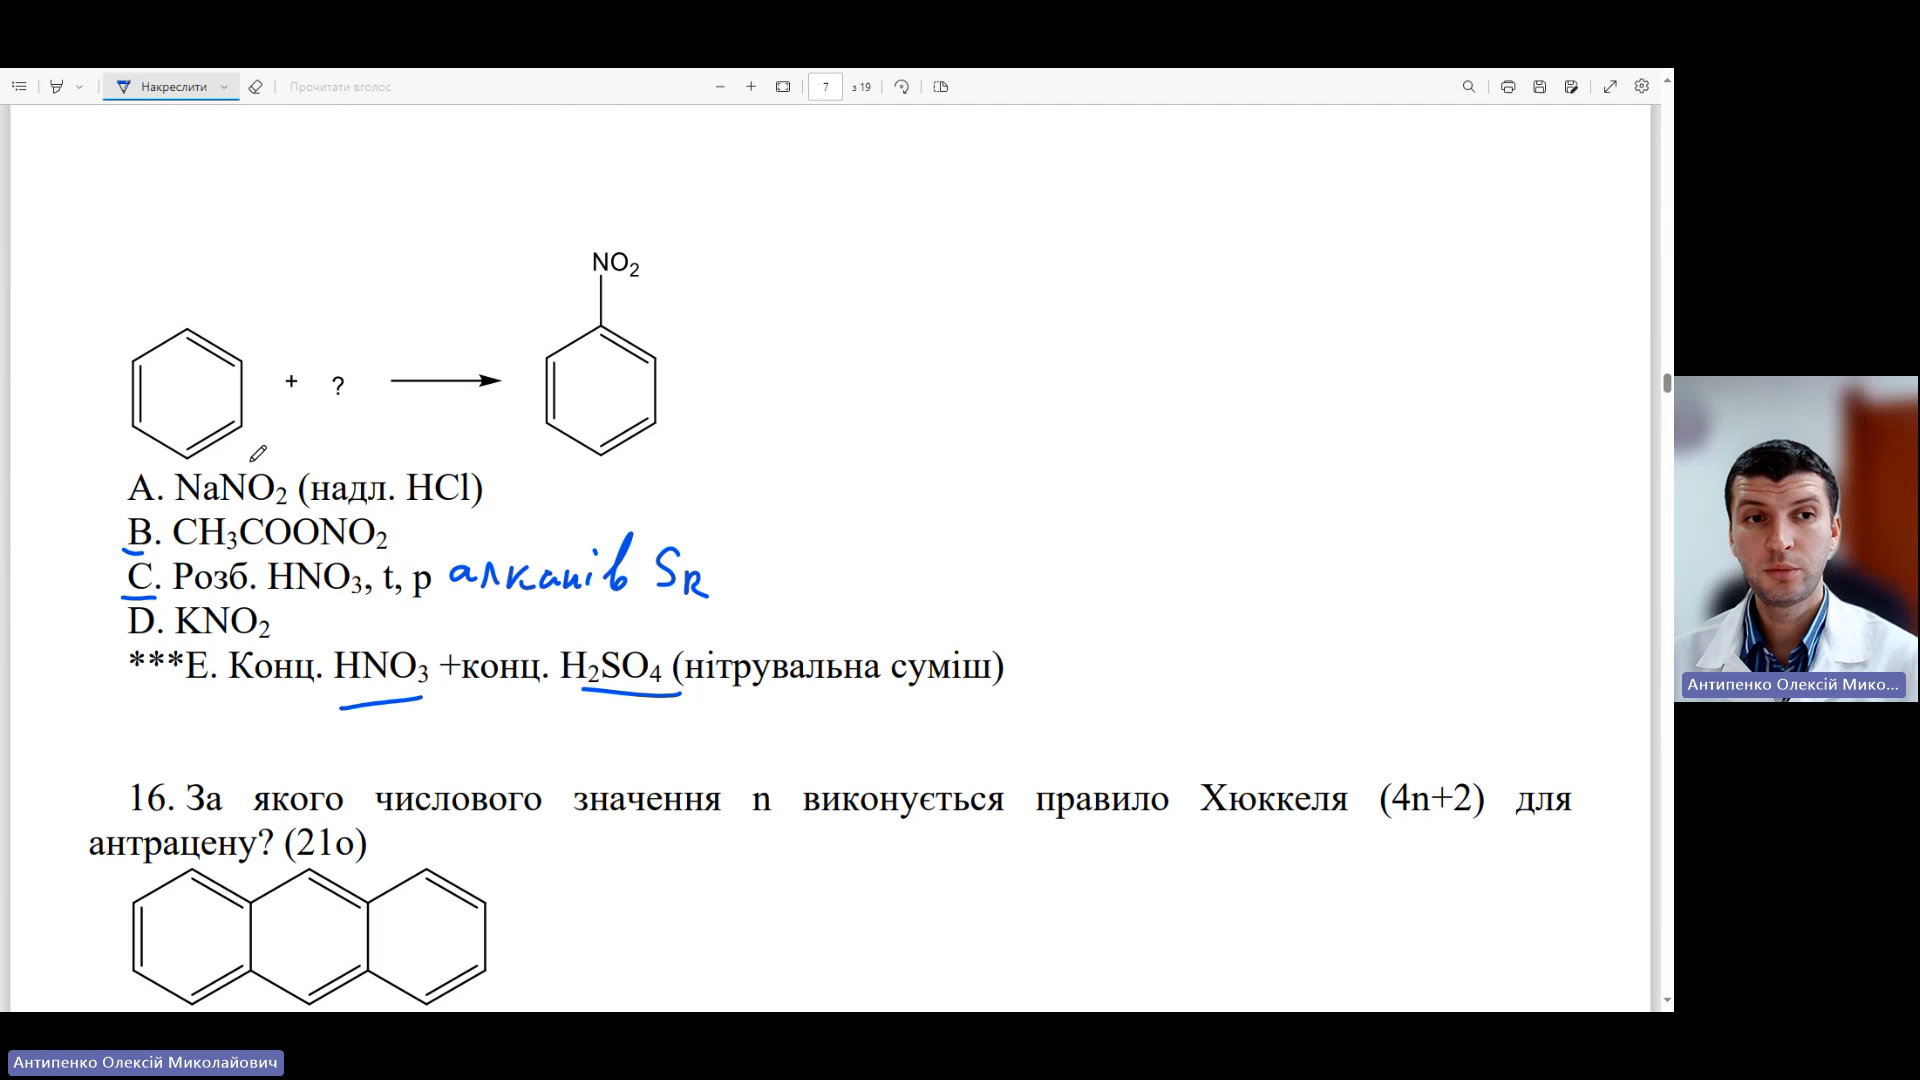 Накреслити
Прочитати вголос
7 з 19
NO2
+ ?
A. NaNO2 (надл. HCl)
B. CH3COONO2
C. Розб. HNO3, t, p алканів SR
D. KNO2
***E. Конц. HNO3 +конц. H2SO4 (нітрувальна суміш)
16. За якого числового значення n виконується правило Хюккеля (4n+2) для
антрацену? (21о)
Антипенко Олексій Мико...
Антипенко Олексій Миколайович